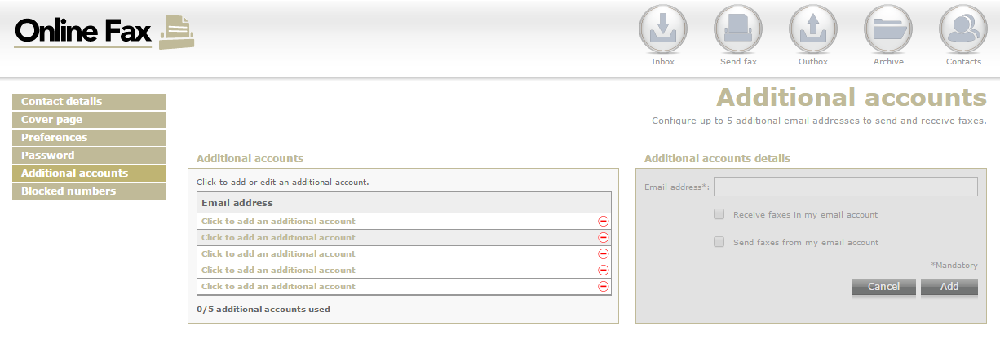 Online Fax
Inbox
Send fax
Outbox
Archive
Contacts
Contact details
Cover page
Preferences
Password
Additional accounts
Blocked numbers
Additional accounts
Configure up to 5 additional email addresses to send and receive faxes.
Additional accounts
Click to add or edit an additional account.
Email address
Click to add an additional account
Click to add an additional account
Click to add an additional account
Click to add an additional account
Click to add an additional account
0/5 additional accounts used
Additional accounts details
Email address*:
Receive faxes in my email account
Send faxes from my email account
*Mandatory
Cancel
Add